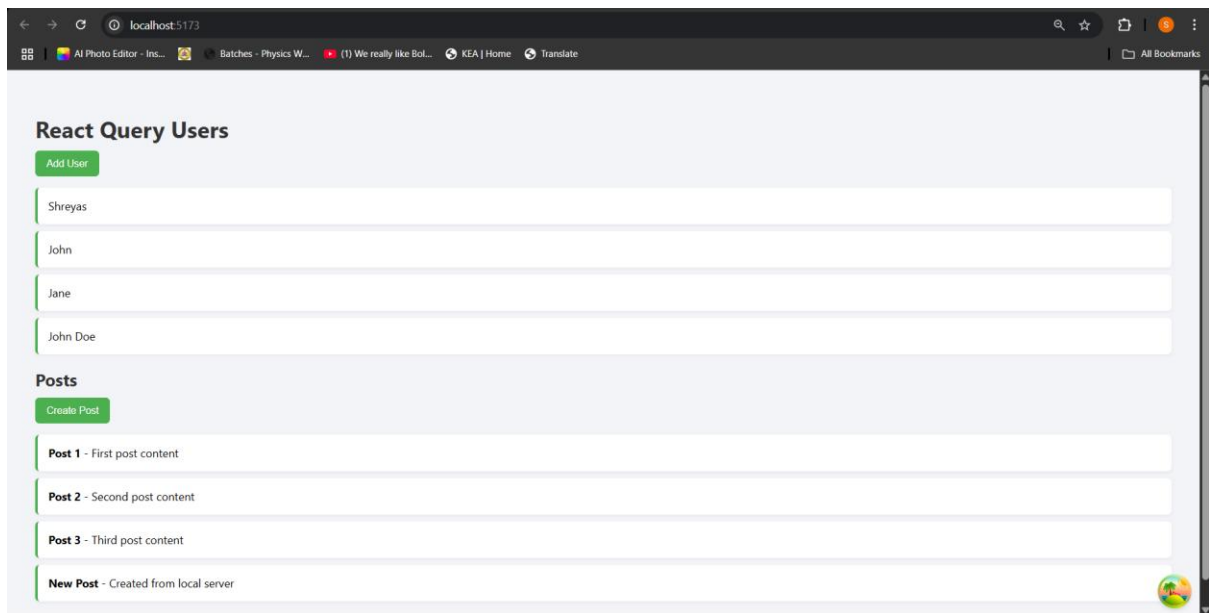 localhost:5173
S
AI Photo Editor - Ins...
Batches - Physics W...
(1) We really like Bol...
KEA | Home
Translate
All Bookmarks
React Query Users
Add User
Shreyas
John
Jane
John Doe
Posts
Create Post
Post 1 - First post content
Post 2 - Second post content
Post 3 - Third post content
New Post - Created from local server